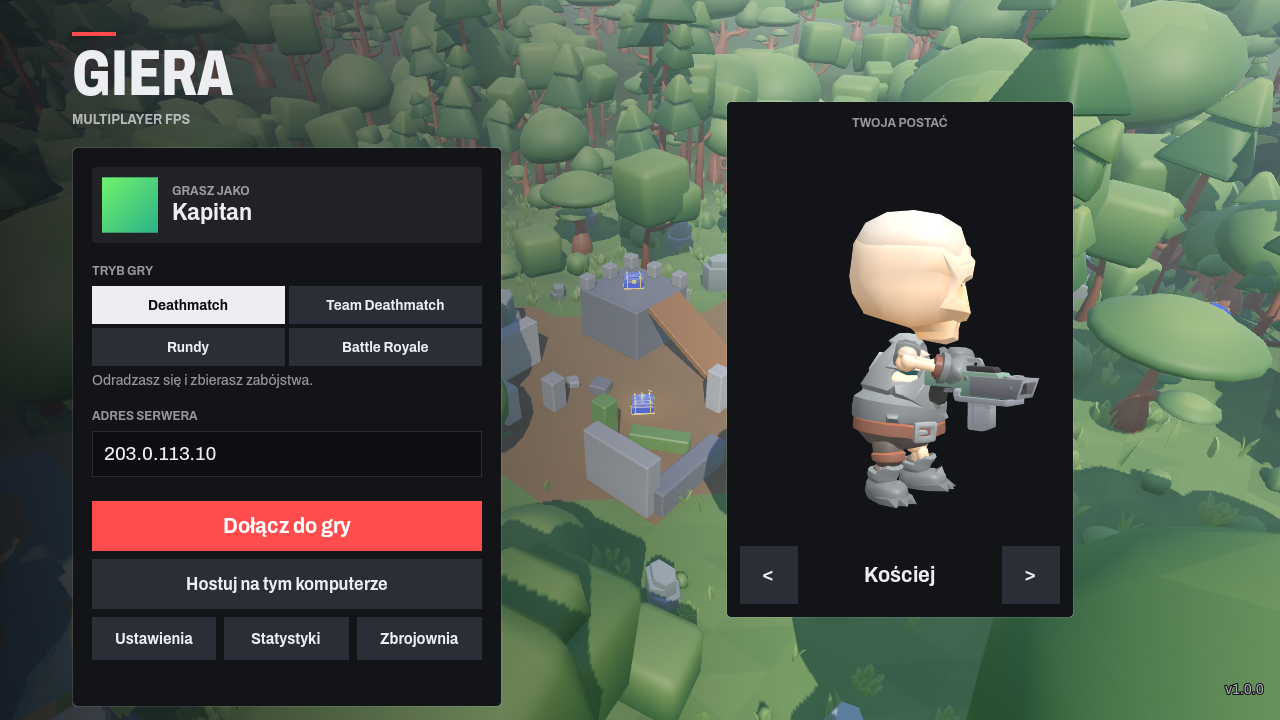 GIERA
MULTIPLAYER FPS
GRASZ JAKO
Kapitan
TRYB GRY
Deathmatch
Team Deathmatch
Rundy
Battle Royale
Odradzasz się i zbierasz zabójstwa.
ADRES SERWERA
203.0.113.10
Dołącz do gry
Hostuj na tym komputerze
Ustawienia
Statystyki
Zbrojownia
TWOJA POSTAĆ
<
Kościej
>
v1.0.0